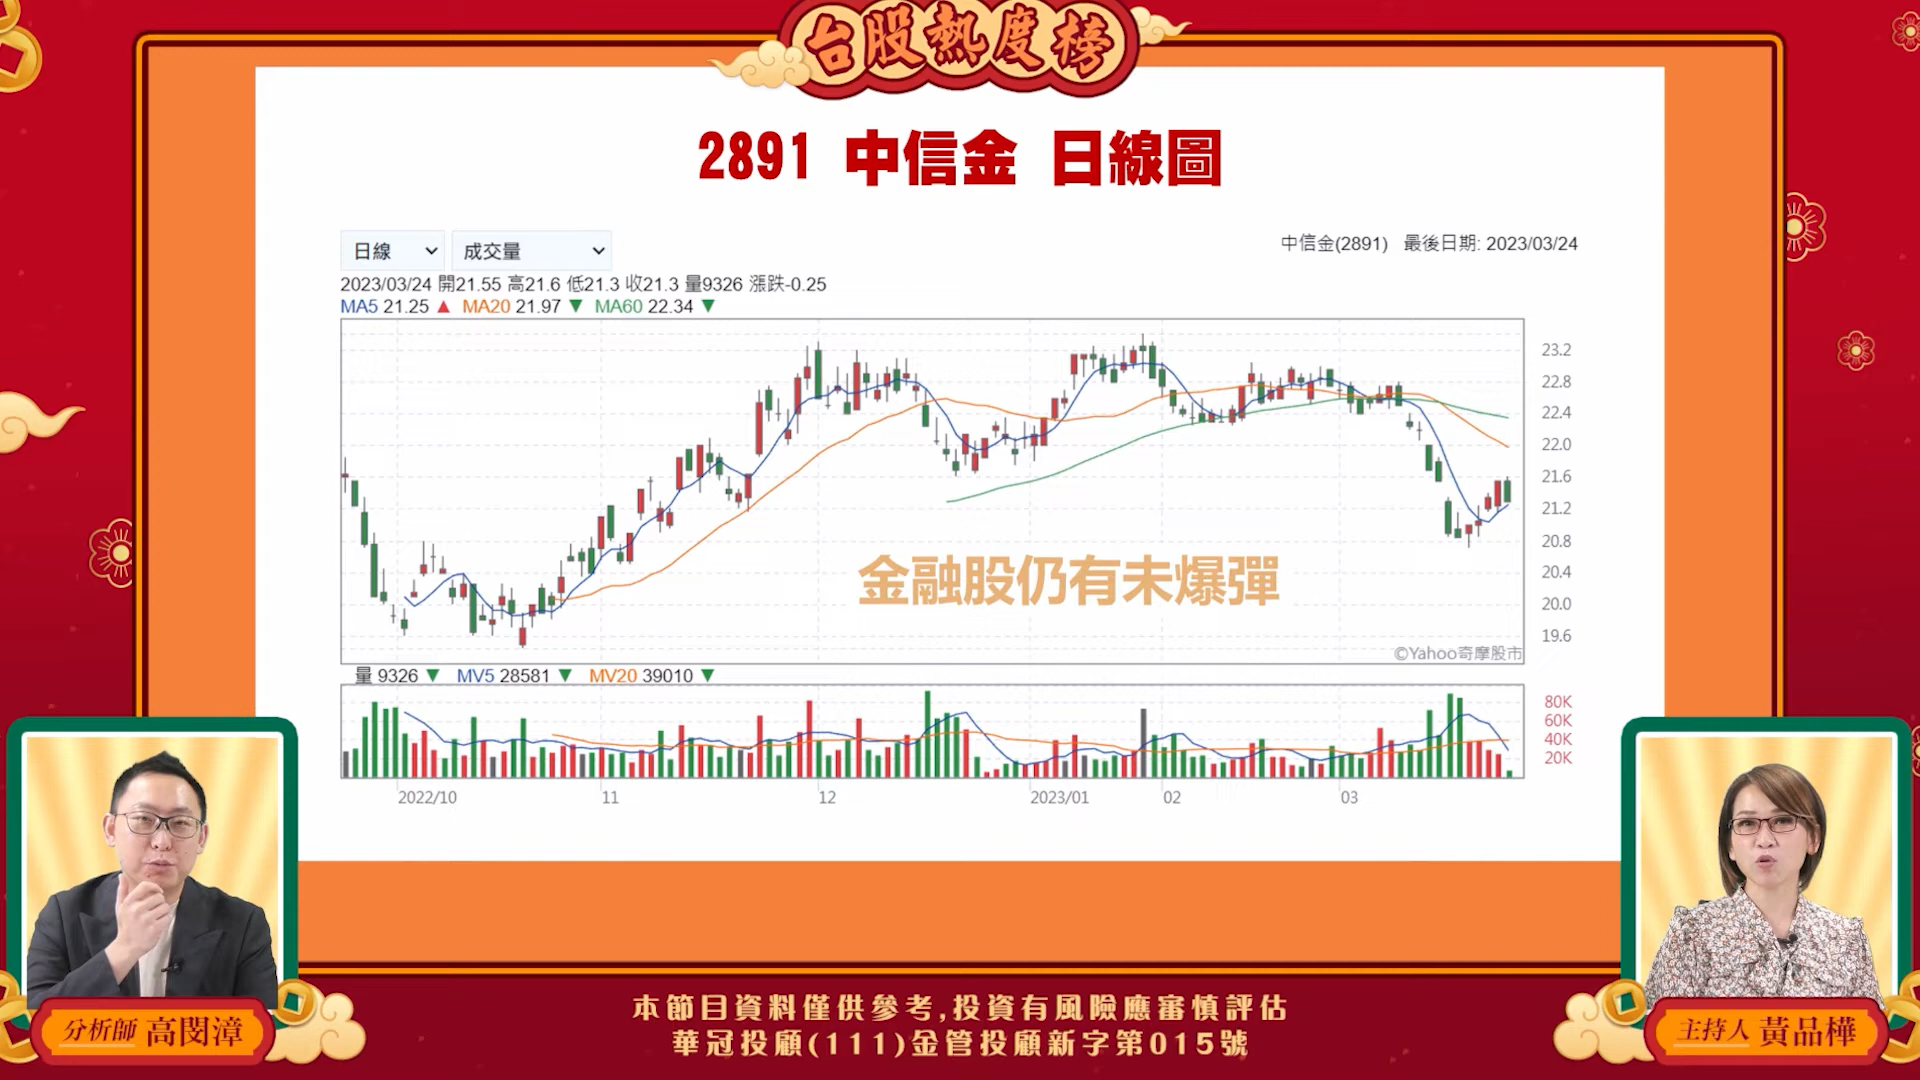 台股熱度榜
2891 中信金 日線圖
日線 成交量
中信金(2891) 最後日期: 2023/03/24
2023/03/24 開21.55 高21.6 低21.3 收21.3 量9326 漲跌-0.25
MA5 21.25 ▲ MA20 21.97 ▼ MA60 22.34 ▼
23.2
22.8
22.4
22.0
21.6
21.2
20.8
20.4
20.0
19.6
金融股仍有未爆彈
©Yahoo奇摩股市
量 9326 ▼ MV5 28581 ▼ MV20 39010 ▼
80K
60K
40K
20K
2022/10 11 12 2023/01 02 03
分析師 高閔漳
主持人 黃品樺
本節目資料僅供參考,投資有風險應審慎評估
華冠投顧(111)金管投顧新字第015號